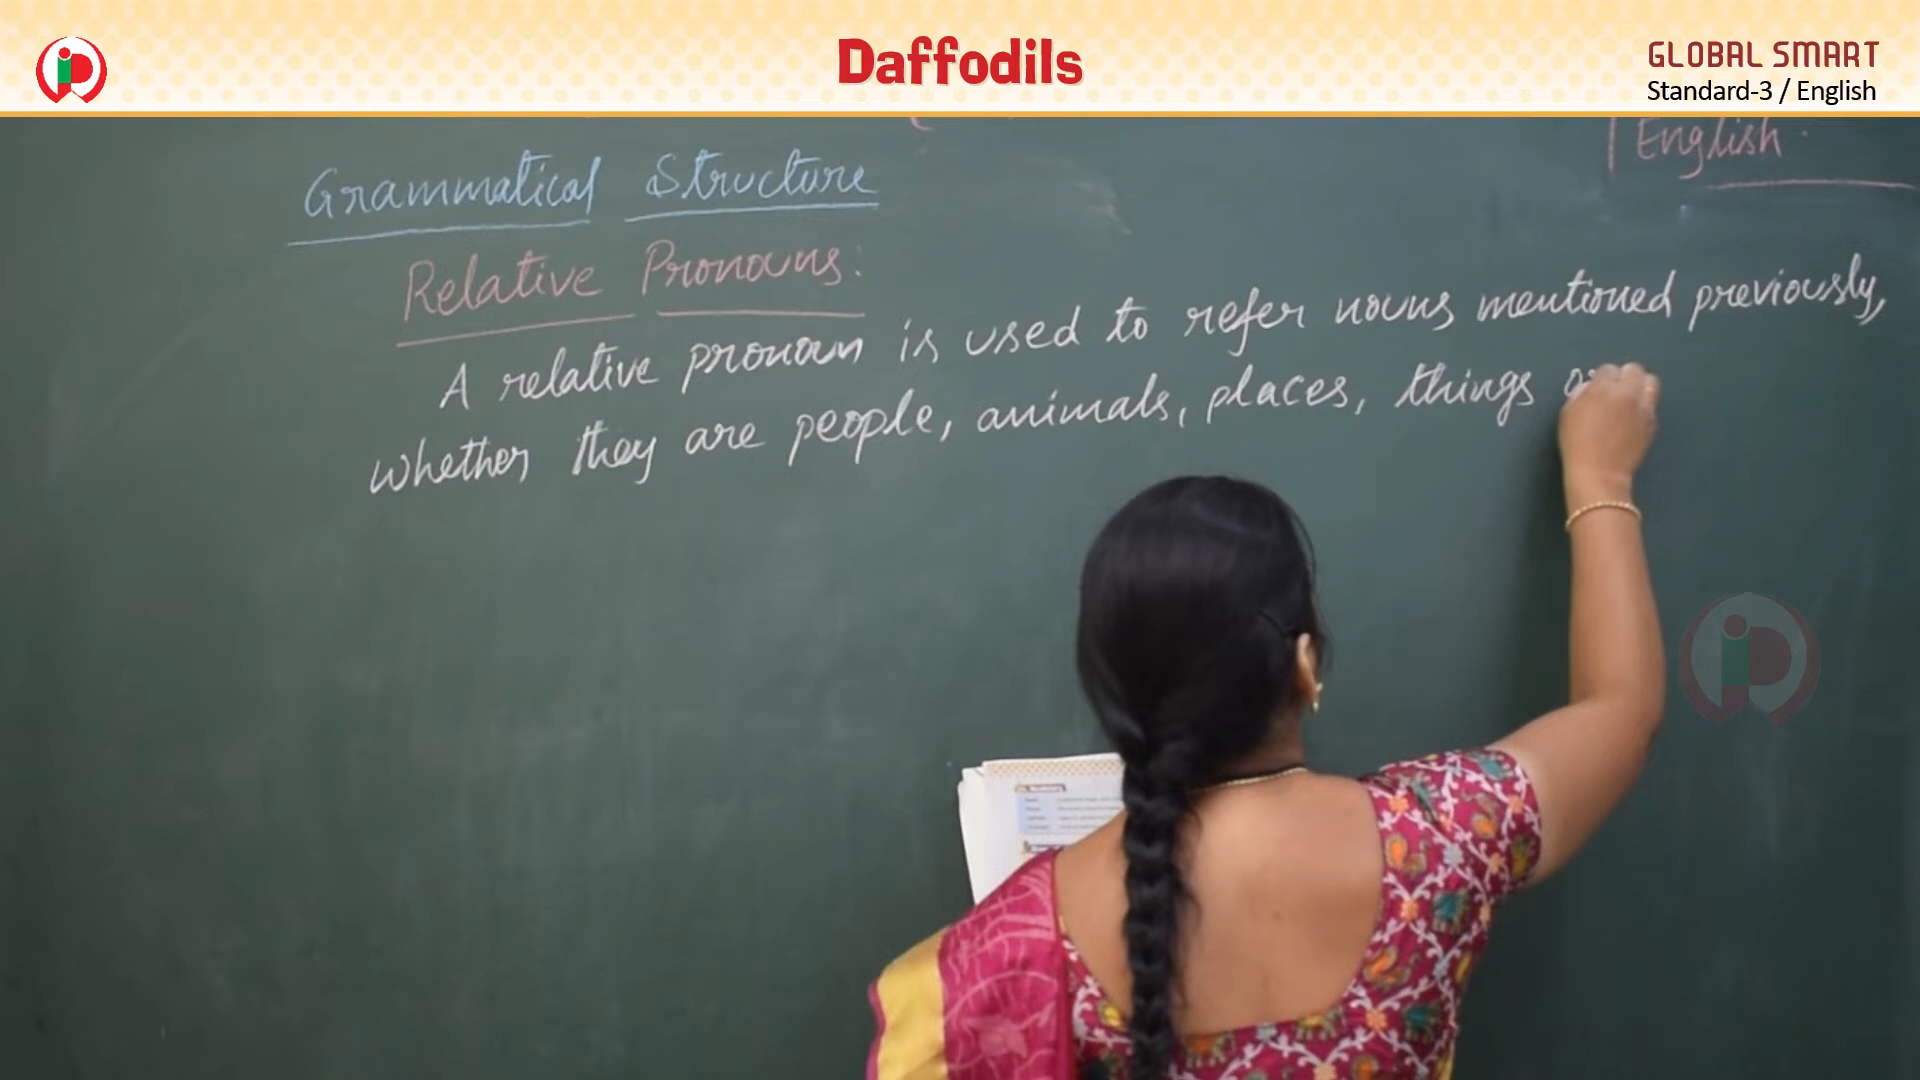 Daffodils
GLOBAL SMART
Standard-3 / English
English.
Grammatical Structure
Relative Pronouns:
A relative pronoun is used to refer nouns mentioned previously,
whether they are people, animals, places, things